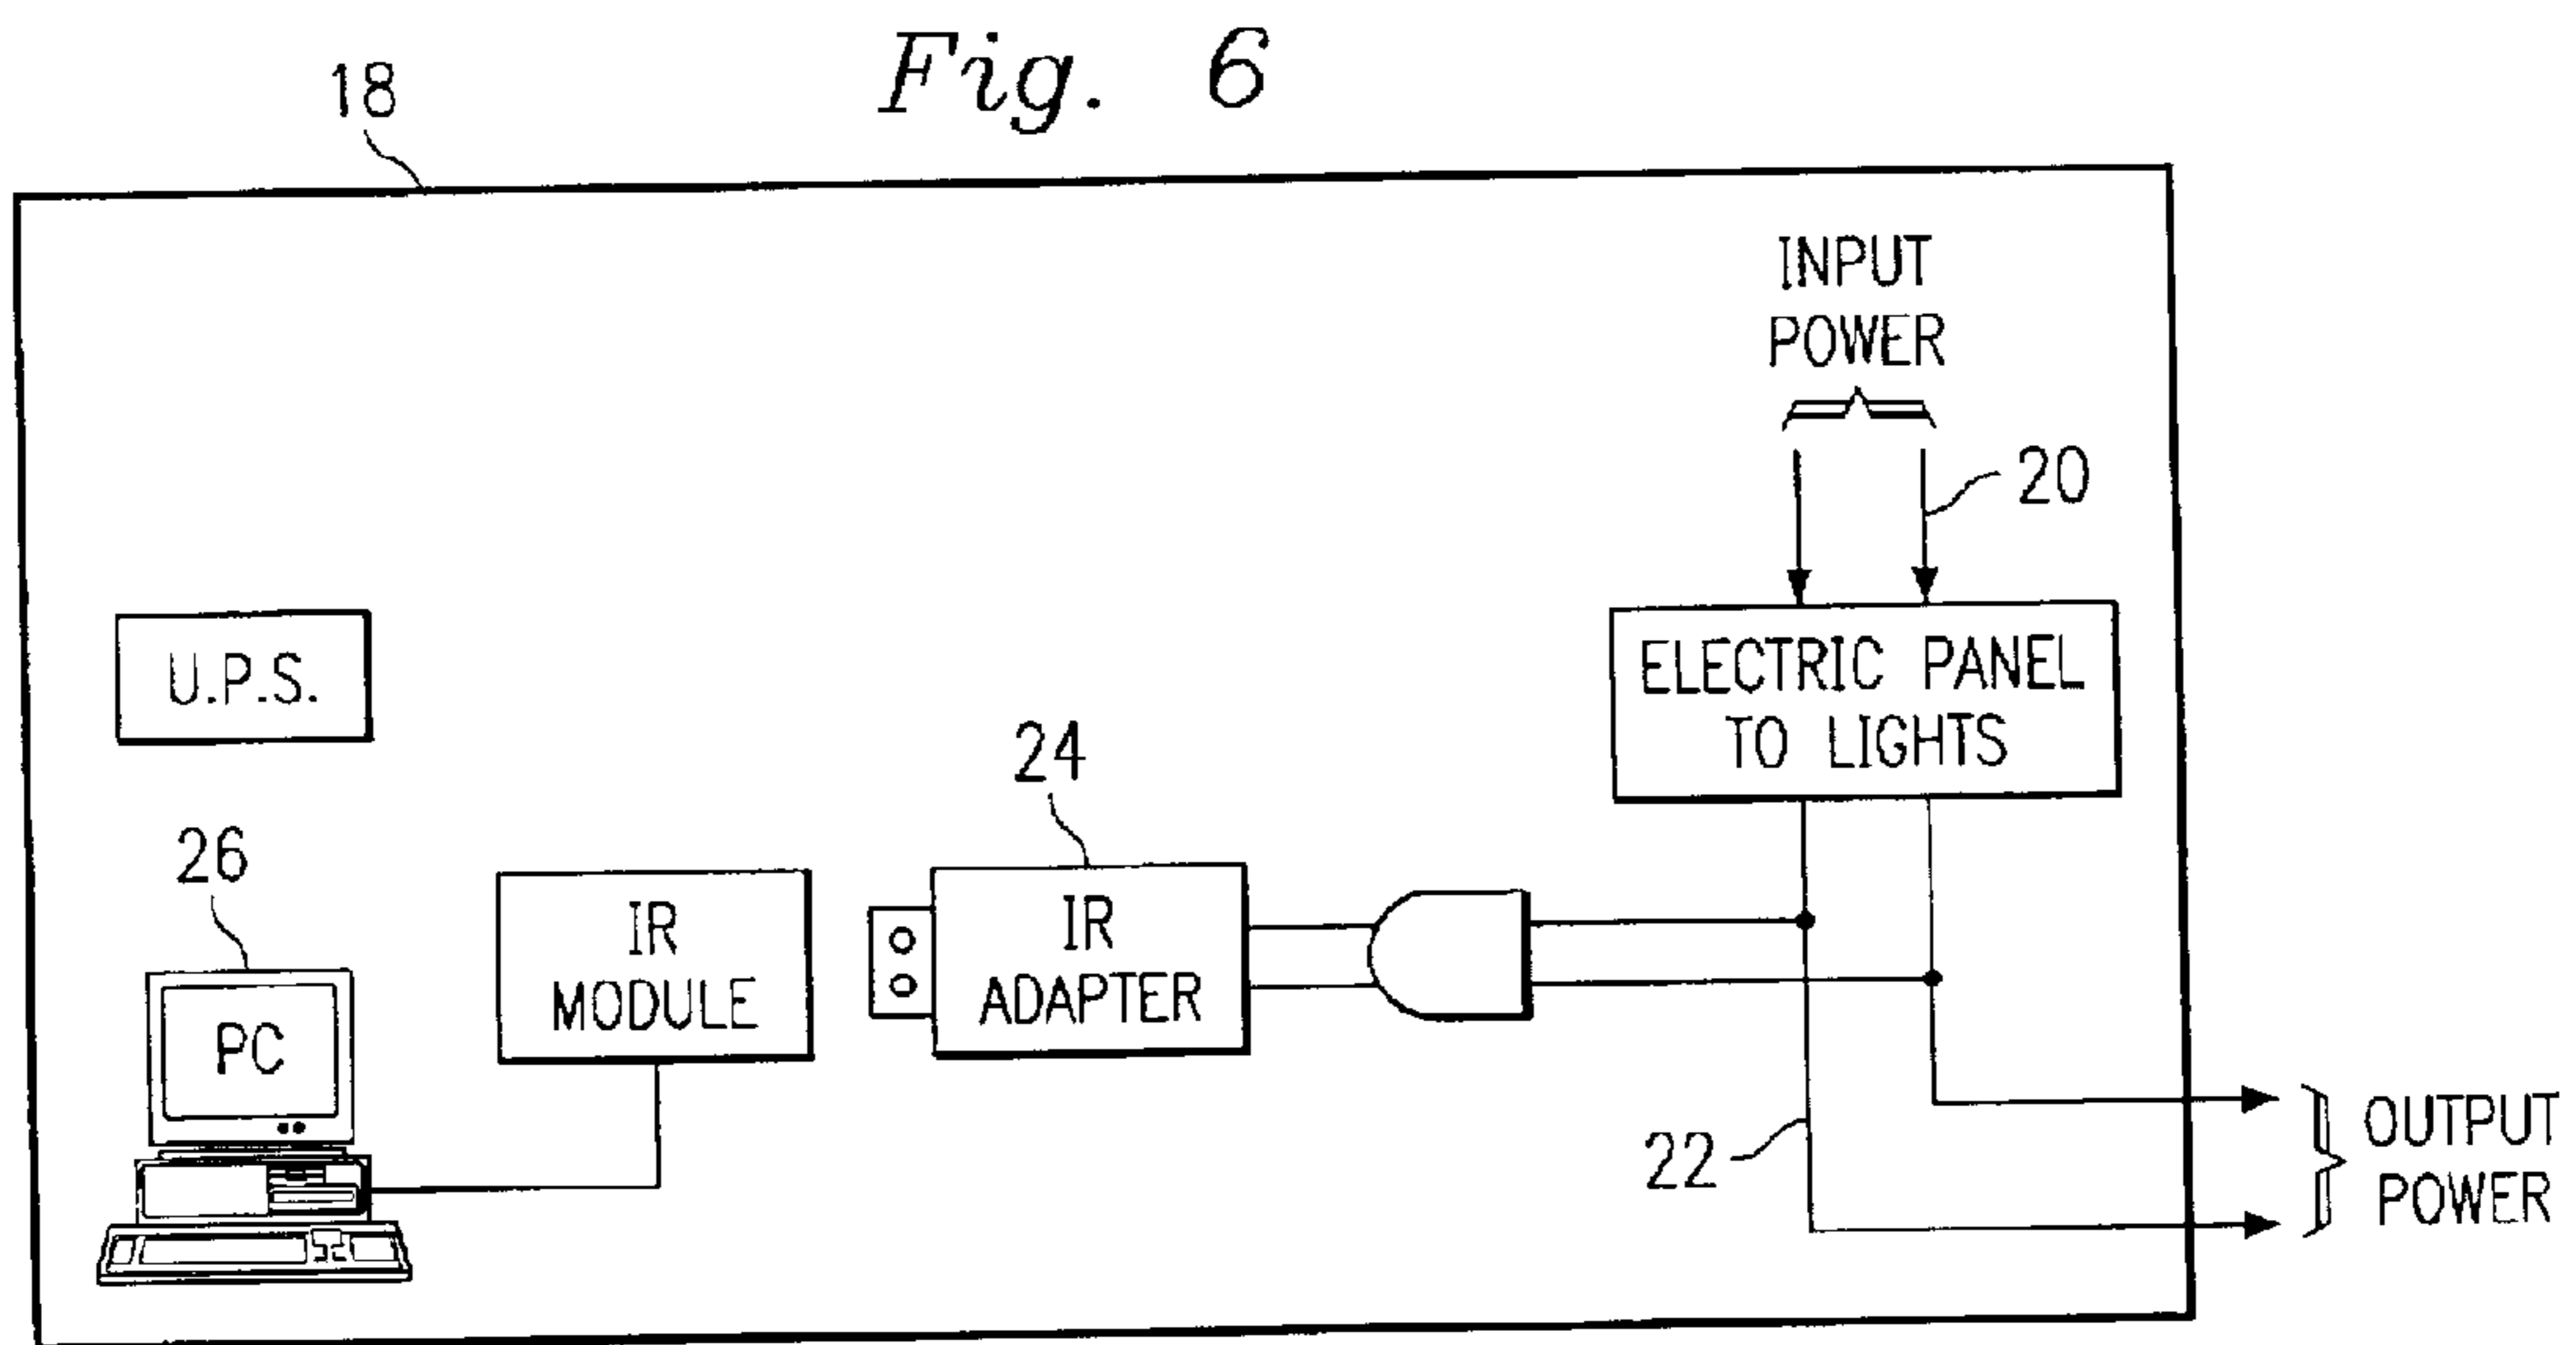 Fig. 6
18
INPUT
POWER
20
ELECTRIC PANEL
TO LIGHTS
U.P.S.
24
26
IR
MODULE
IR
ADAPTER
PC
22
OUTPUT
POWER